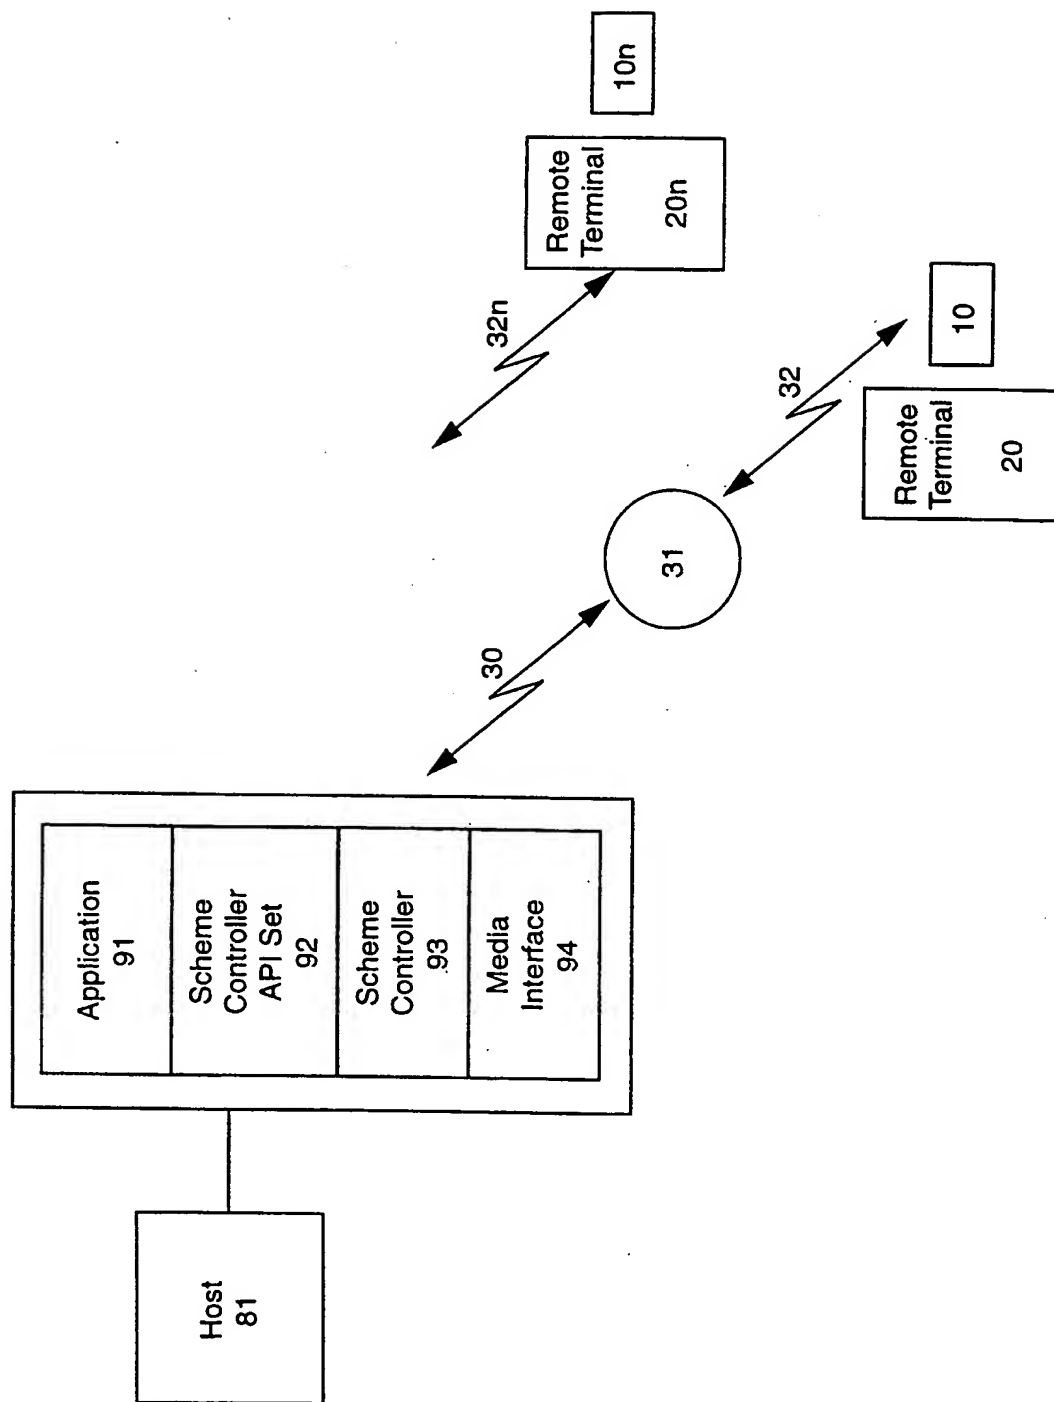 Host
81
Application
91
Scheme
Controller
API Set
92
Scheme
Controller
93
Media
Interface
94
30
31
32
32n
Remote
Terminal
20
10
Remote
Terminal
20n
10n